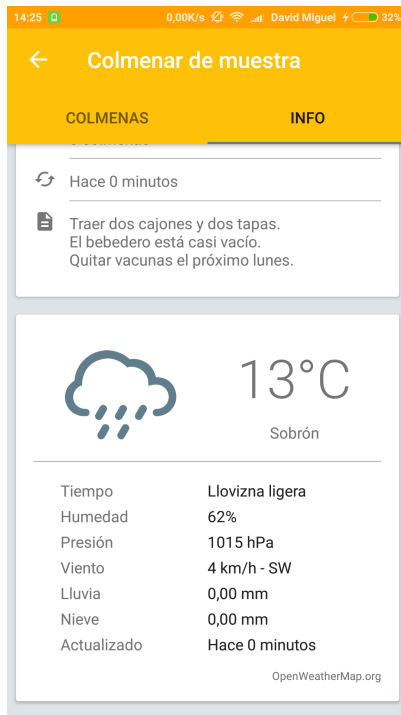 14:25 0,00K/s David Miguel 32%
Colmenar de muestra
COLMENAS INFO
Hace 0 minutos
Traer dos cajones y dos tapas.
El bebedero está casi vacío.
Quitar vacunas el próximo lunes.
13°C
Sobrón
Tiempo Llovizna ligera
Humedad 62%
Presión 1015 hPa
Viento 4 km/h - SW
Lluvia 0,00 mm
Nieve 0,00 mm
Actualizado Hace 0 minutos
OpenWeatherMap.org